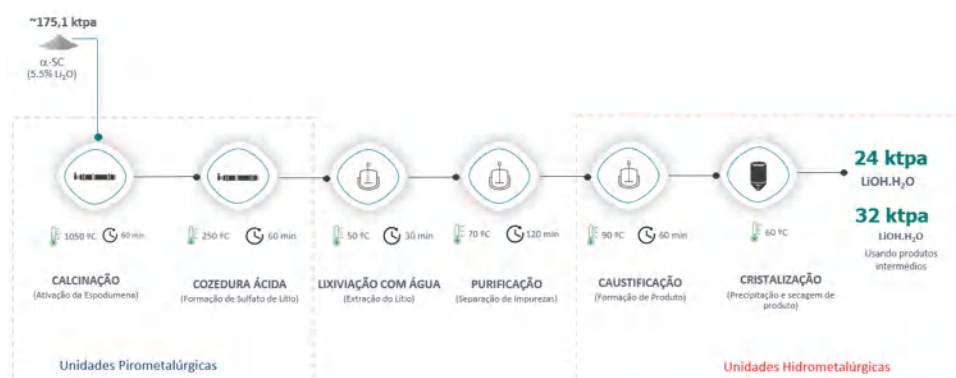 ~175,1 ktpa
α-SC
(5.5% Li₂O)
24 ktpa
LiOH.H₂O
32 ktpa
LiOH.H₂O
Usando produtos
intermédios
1050 ºC 60 min
250 ºC 60 min
50 ºC 30 min
70 ºC 120 min
90 ºC 60 min
60 ºC
CALCINAÇÃO
(Ativação da Espodumena)
COZEDURA ÁCIDA
(Formação de Sulfato de Lítio)
LIXIVIAÇÃO COM ÁGUA
(Extração do Lítio)
PURIFICAÇÃO
(Separação de Impurezas)
CAUSTIFICAÇÃO
(Formação de Produto)
CRISTALIZAÇÃO
(Precipitação e secagem de
produto)
Unidades Pirometalúrgicas
Unidades Hidrometalúrgicas